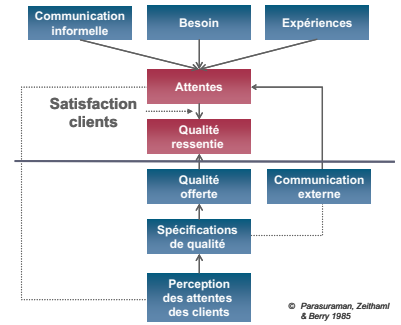 Communication
informelle
Besoin
Expériences
Attentes
Satisfaction
clients
Qualité
ressentie
Qualité
offerte
Communication
externe
Spécifications
de qualité
Perception
des attentes
des clients
© Parasuraman, Zeithaml
& Berry 1985